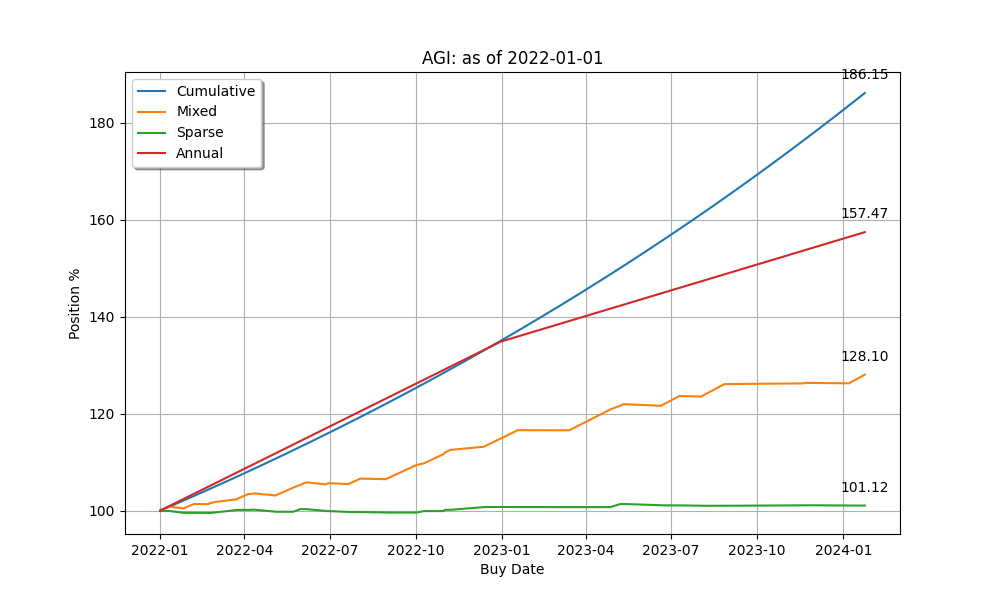 AGI: as of 2022-01-01
Cumulative
Mixed
Sparse
Annual
186.15
157.47
128.10
101.12
Position %
180
160
140
120
100
2022-01 2022-04 2022-07 2022-10 2023-01 2023-04 2023-07 2023-10 2024-01
Buy Date